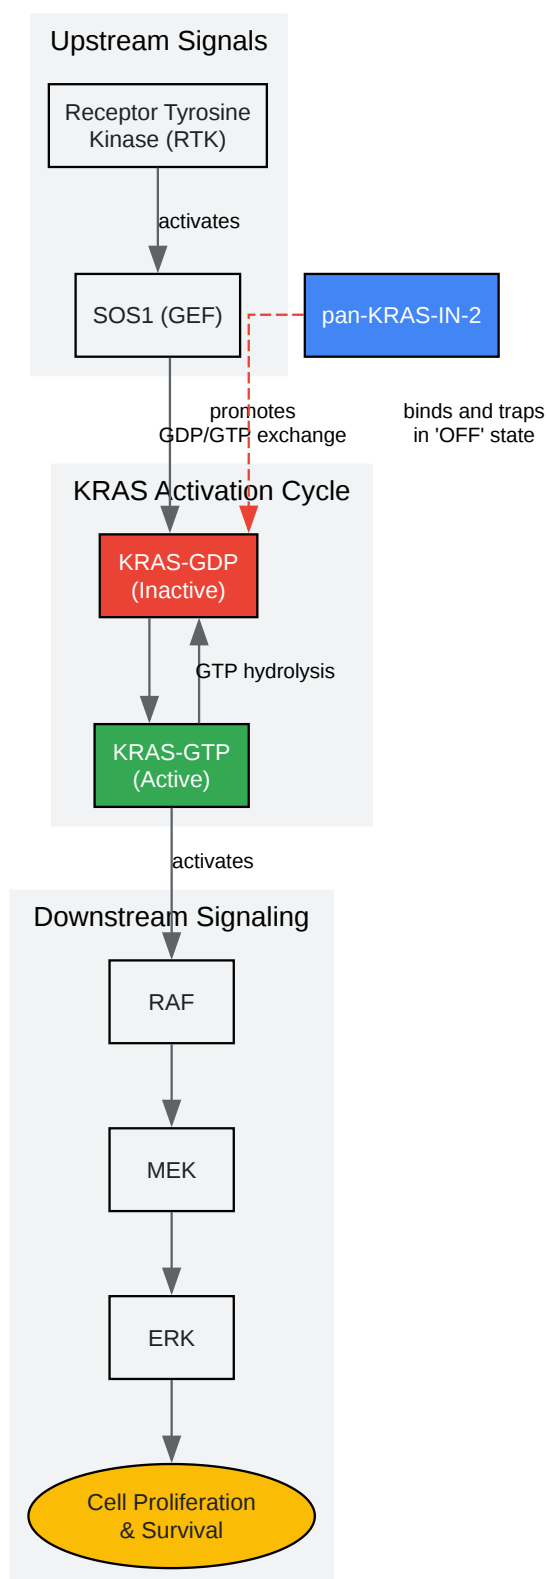 Upstream Signals
Receptor Tyrosine
Kinase (RTK)
activates
SOS1 (GEF)
pan-KRAS-IN-2
promotes
GDP/GTP exchange
binds and traps
in 'OFF' state
KRAS Activation Cycle
KRAS-GDP
(Inactive)
GTP hydrolysis
KRAS-GTP
(Active)
activates
Downstream Signaling
RAF
MEK
ERK
Cell Proliferation
& Survival